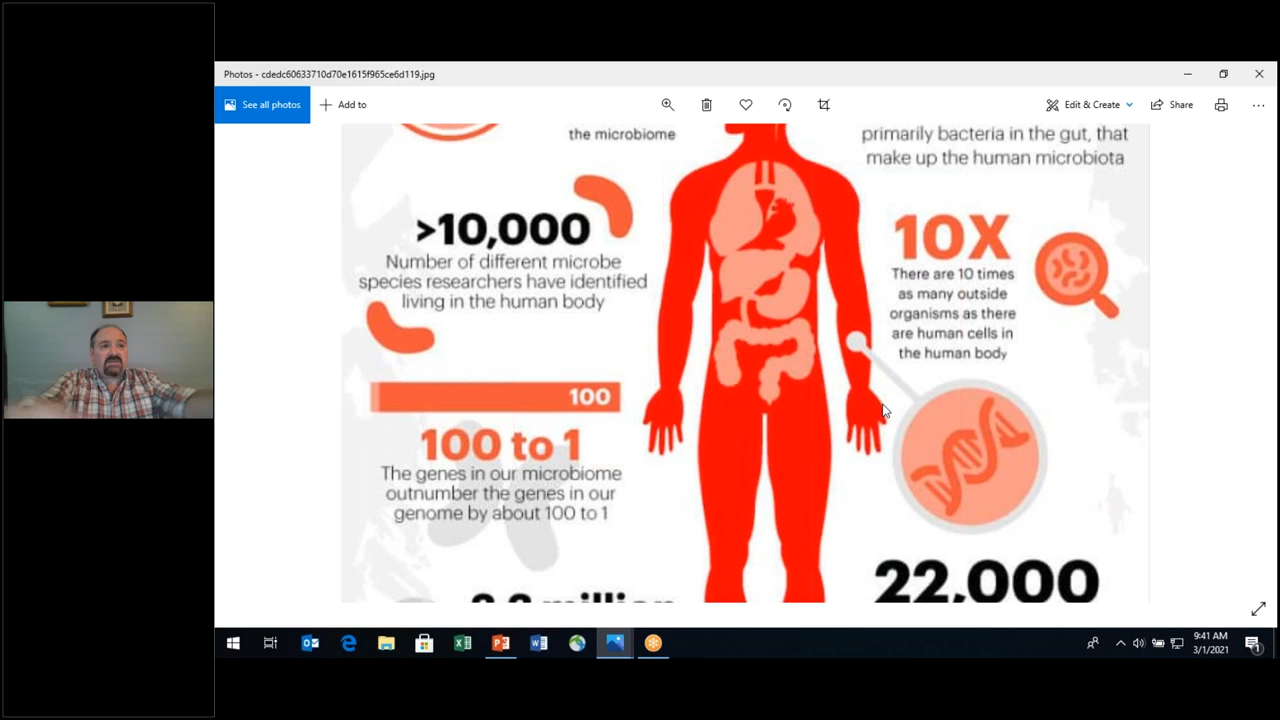 Photos - cdedc60633710d70e1615f965ce6d119.jpg
See all photos
Add to
Edit & Create
Share
the microbiome
primarily bacteria in the gut, that
make up the human microbiota
>10,000
Number of different microbe
species researchers have identified
living in the human body
10X
There are 10 times
as many outside
organisms as there
are human cells in
the human body
100
100 to 1
The genes in our microbiome
outnumber the genes in our
genome by about 100 to 1
million
22,000
9:41 AM
3/1/2021
1